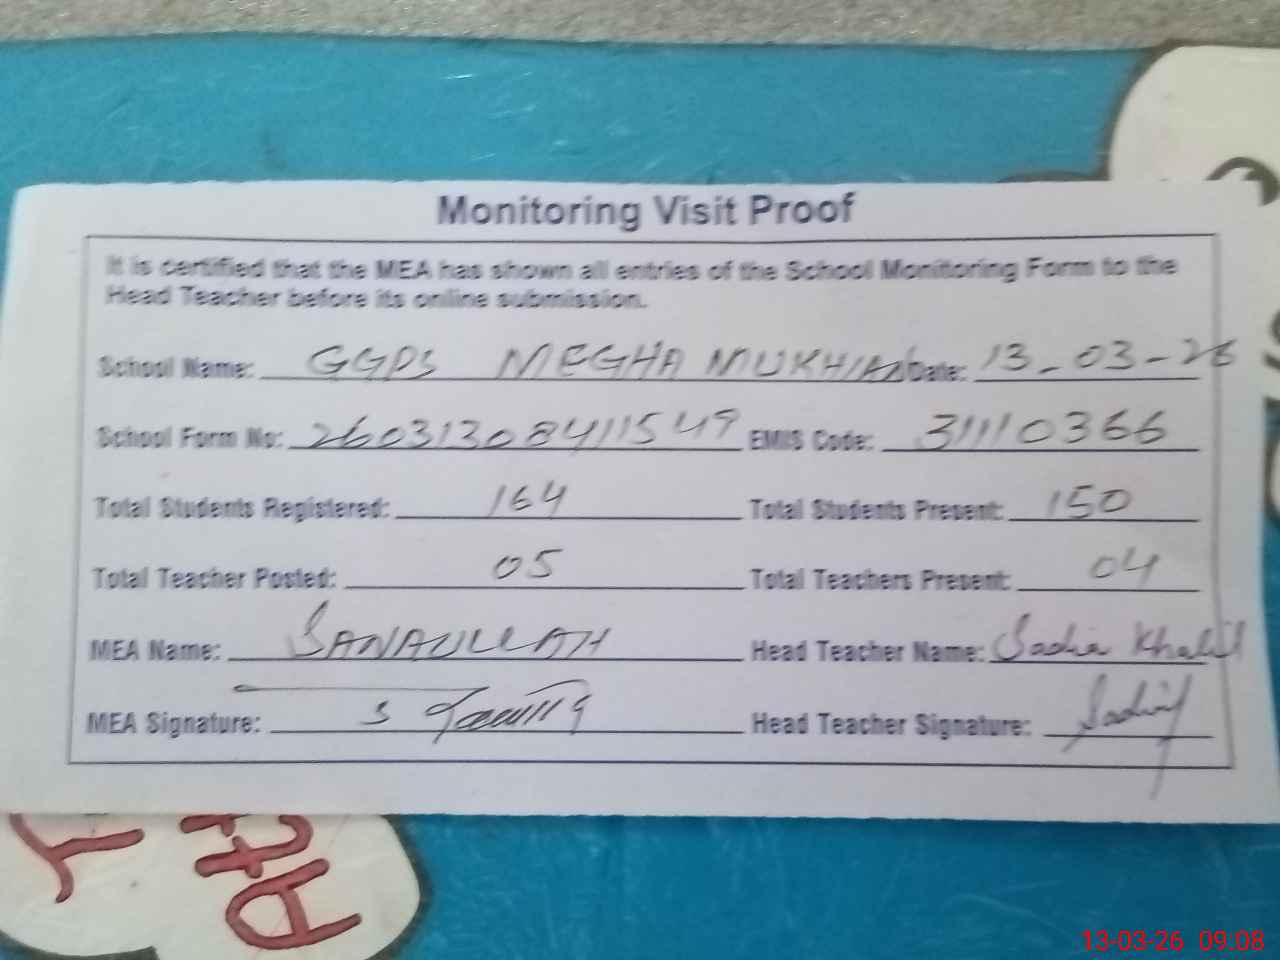 Monitoring Visit Proof
It is certified that the MEA has shown all entries of the School Monitoring Form to the
Head Teacher before its online submission.
School Name: GGPS MEGHA MUKHIAN Date: 13-03-26
School Form No: 26031308411549 EMIS Code: 31110366
Total Students Registered: 164 Total Students Present: 150
Total Teacher Posted: 05 Total Teachers Present: 04
MEA Name: SANAULLAH Head Teacher Name: Sadia Khalil
MEA Signature: Head Teacher Signature:
13-03-26 09.08